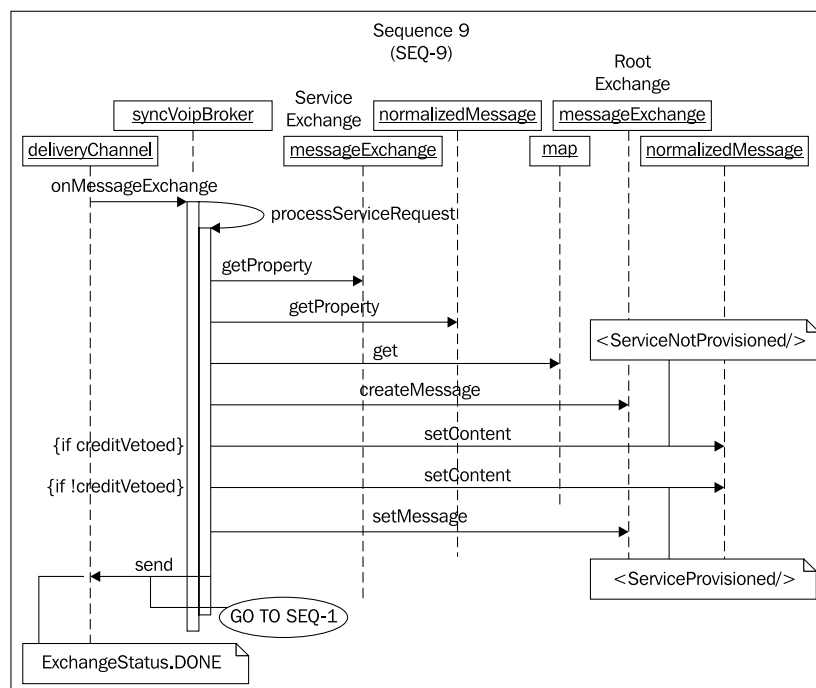 Sequence 9
(SEQ-9)
Root
Exchange
Service
Exchange
syncVoipBroker
normalizedMessage
messageExchange
deliveryChannel
messageExchange
map
normalizedMessage
onMessageExchange
processServiceRequest
getProperty
getProperty
<ServiceNotProvisioned/>
get
createMessage
{if creditVetoed}
setContent
{if !creditVetoed}
setContent
setMessage
send
<ServiceProvisioned/>
GO TO SEQ-1
ExchangeStatus.DONE